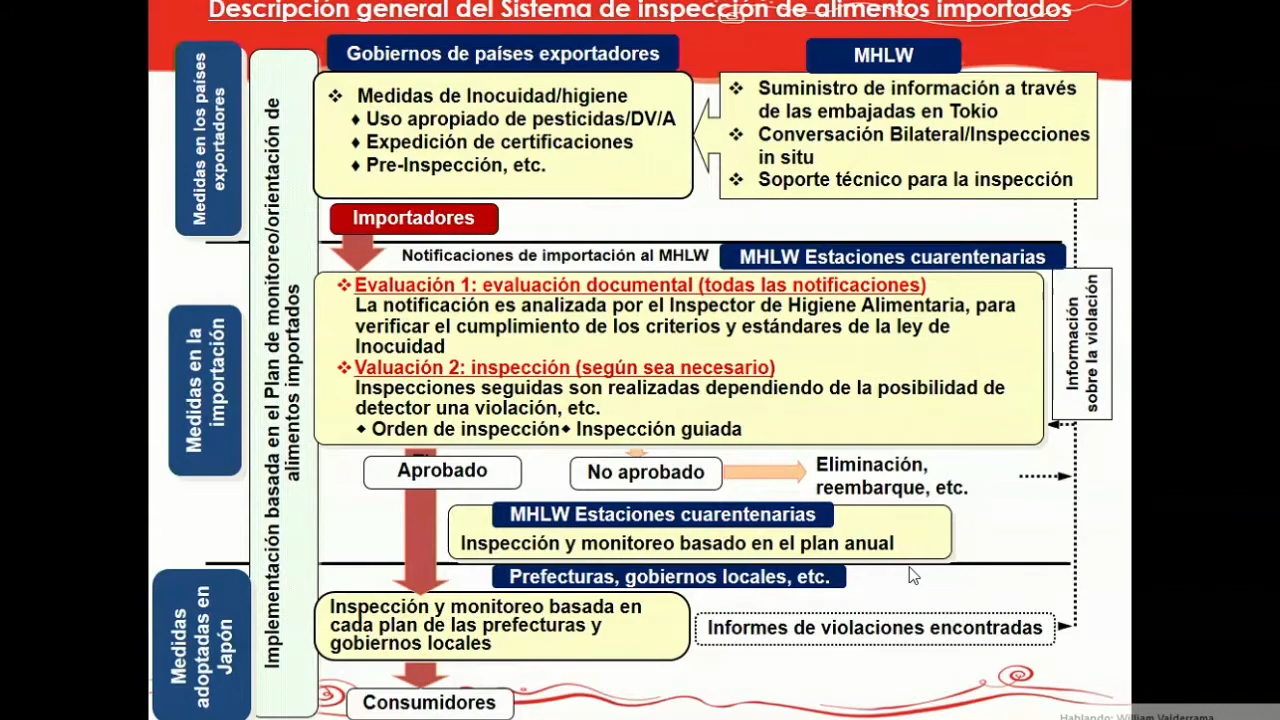 Descripción general del Sistema de inspección de alimentos importados
Medidas en los países
exportadores
Implementación basada en el Plan de monitoreo/orientación de
alimentos importados
Gobiernos de países exportadores
❖ Medidas de Inocuidad/higiene
♦ Uso apropiado de pesticidas/DV/A
♦ Expedición de certificaciones
♦ Pre-Inspección, etc.
MHLW
❖ Suministro de información a través
de las embajadas en Tokio
❖ Conversación Bilateral/Inspecciones
in situ
❖ Soporte técnico para la inspección
Importadores
Notificaciones de importación al MHLW
MHLW Estaciones cuarentenarias
Medidas en la
importación
❖Evaluación 1: evaluación documental (todas las notificaciones)
La notificación es analizada por el Inspector de Higiene Alimentaria, para
verificar el cumplimiento de los criterios y estándares de la ley de
Inocuidad
❖Valuación 2: inspección (según sea necesario)
Inspecciones seguidas son realizadas dependiendo de la posibilidad de
detector una violación, etc.
◆ Orden de inspección◆ Inspección guiada
Información
sobre la violación
Aprobado
No aprobado
Eliminación,
reembarque, etc.
MHLW Estaciones cuarentenarias
Inspección y monitoreo basado en el plan anual
Prefecturas, gobiernos locales, etc.
Medidas
adoptadas en
Japón
Inspección y monitoreo basada en
cada plan de las prefecturas y
gobiernos locales
Informes de violaciones encontradas
Consumidores
Hablando: William Valderrama